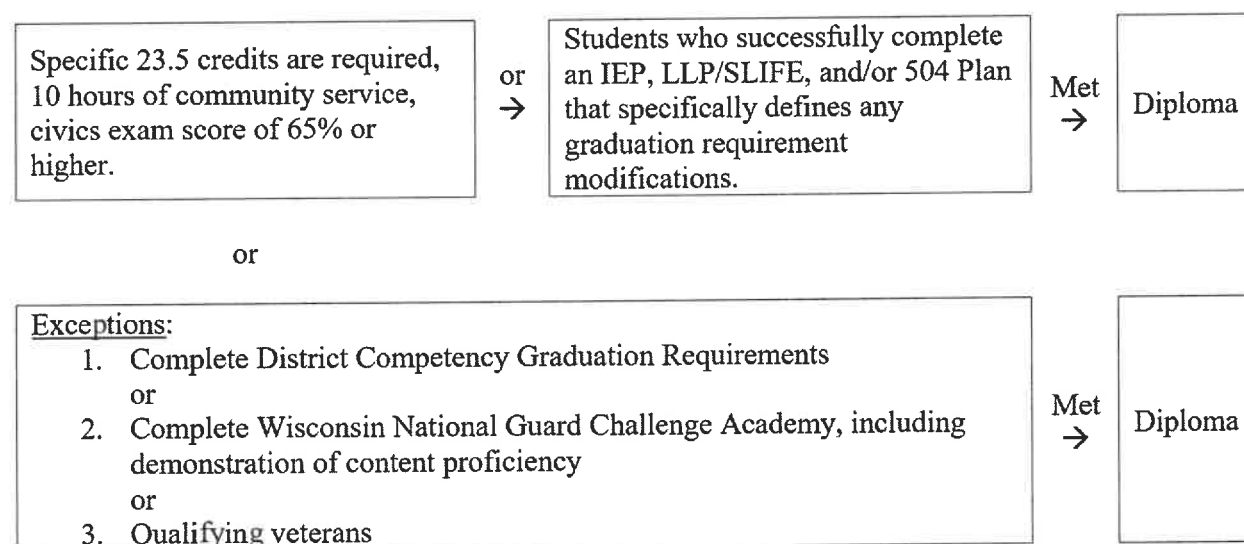 Specific 23.5 credits are required,
10 hours of community service,
civics exam score of 65% or
higher.
or
→
Students who successfully complete
an IEP, LLP/SLIFE, and/or 504 Plan
that specifically defines any
graduation requirement
modifications.
Met
→
Diploma
or
Exceptions:
1. Complete District Competency Graduation Requirements
or
2. Complete Wisconsin National Guard Challenge Academy, including
demonstration of content proficiency
or
3. Qualifying veterans
Met
→
Diploma